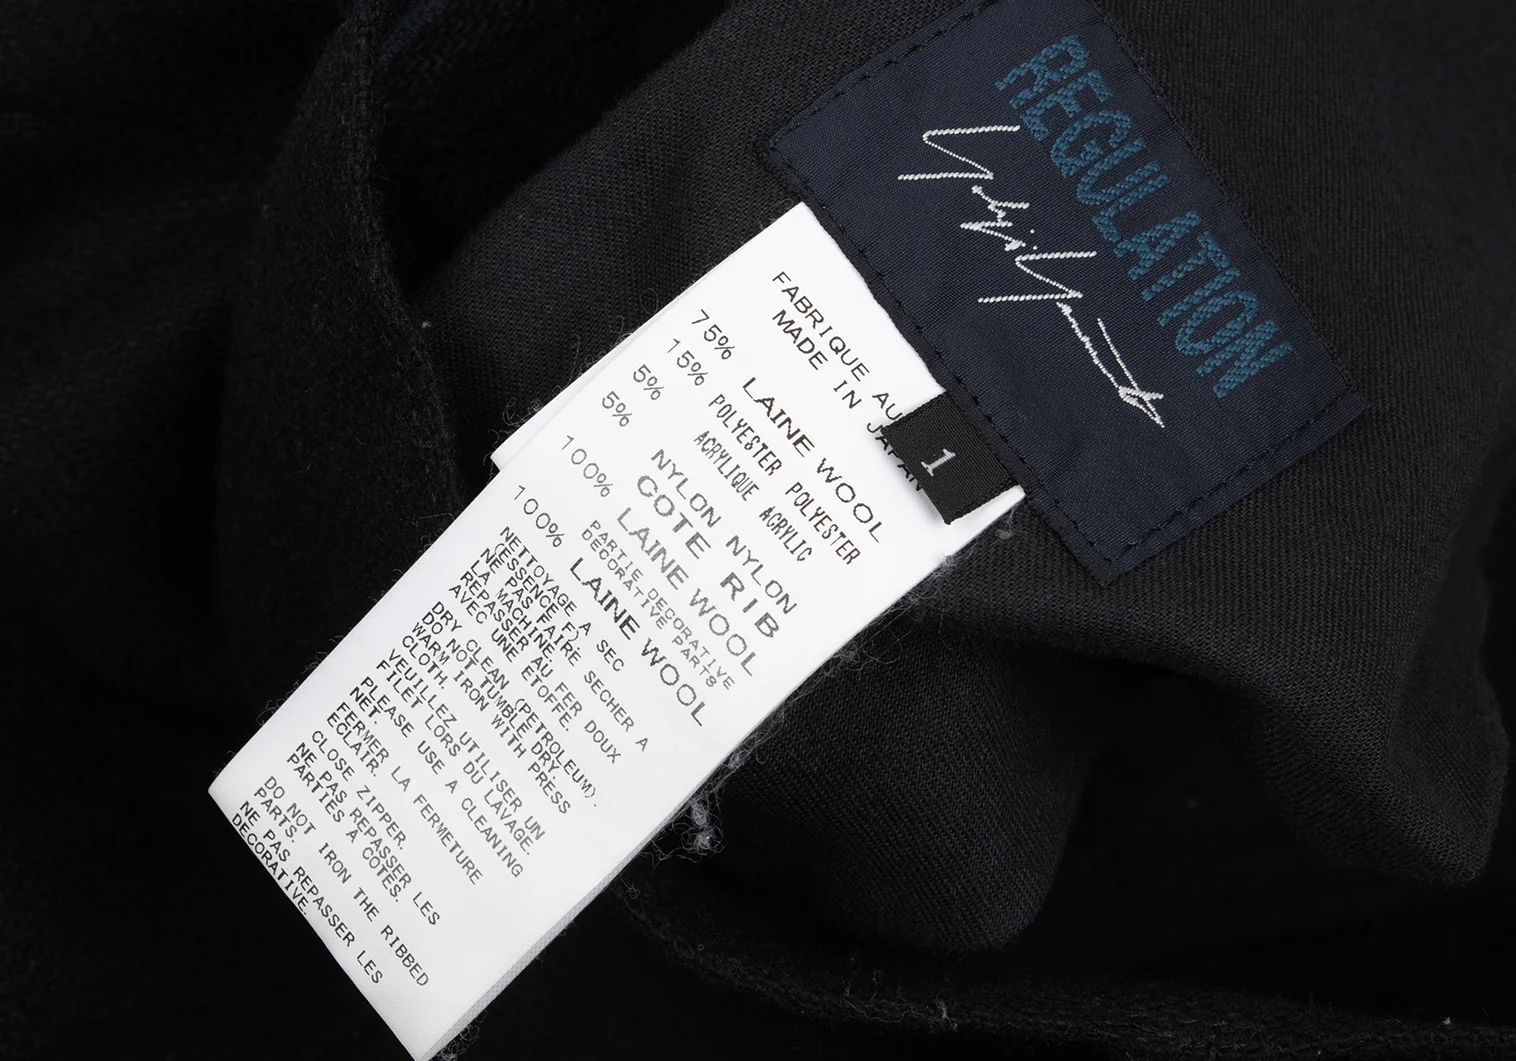 REGULATION
Yohji Yamamoto
1
FABRIQUE AU
MADE IN JAPAN
75% LAINE WOOL
15% POLYESTER POLYESTER
5% ACRYLIQUE ACRYLIC
5% NYLON NYLON
COTE RIB
100% LAINE WOOL
PARTIE DECORATIVE
DECORATIVE PARTS
100% LAINE WOOL
NETTOYAGE A SEC
(ESSENCE F)
NE PAS FAIRE SECHER A
LA MACHINE.
REPASSER AU FER DOUX
AVEC UNE ETOFFE.
DRY CLEAN (PETROLEUM).
DO NOT TUMBLE DRY.
WARM IRON WITH PRESS
CLOTH.
VEUILLEZ UTILISER UN
FILET LORS DU LAVAGE.
PLEASE USE A CLEANING
NET.
FERMER LA FERMETURE
ECLAIR.
CLOSE ZIPPER.
NE PAS REPASSER LES
PARTIES A COTES.
DO NOT IRON THE RIBBED
PARTS.
NE PAS REPASSER LES
DECORATIVE.